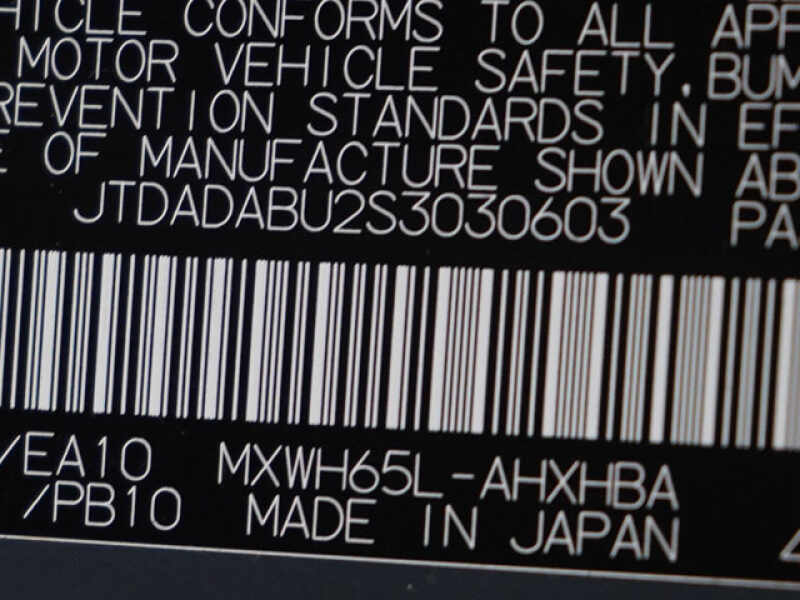 HICLE CONFORMS TO ALL APP
MOTOR VEHICLE SAFETY, BUM
REVENTION STANDARDS IN EF
E OF MANUFACTURE SHOWN AB
JTDADABU2S3030603 PA
/EA10 MXWH65L-AHXHBA
/PB10 MADE IN JAPAN